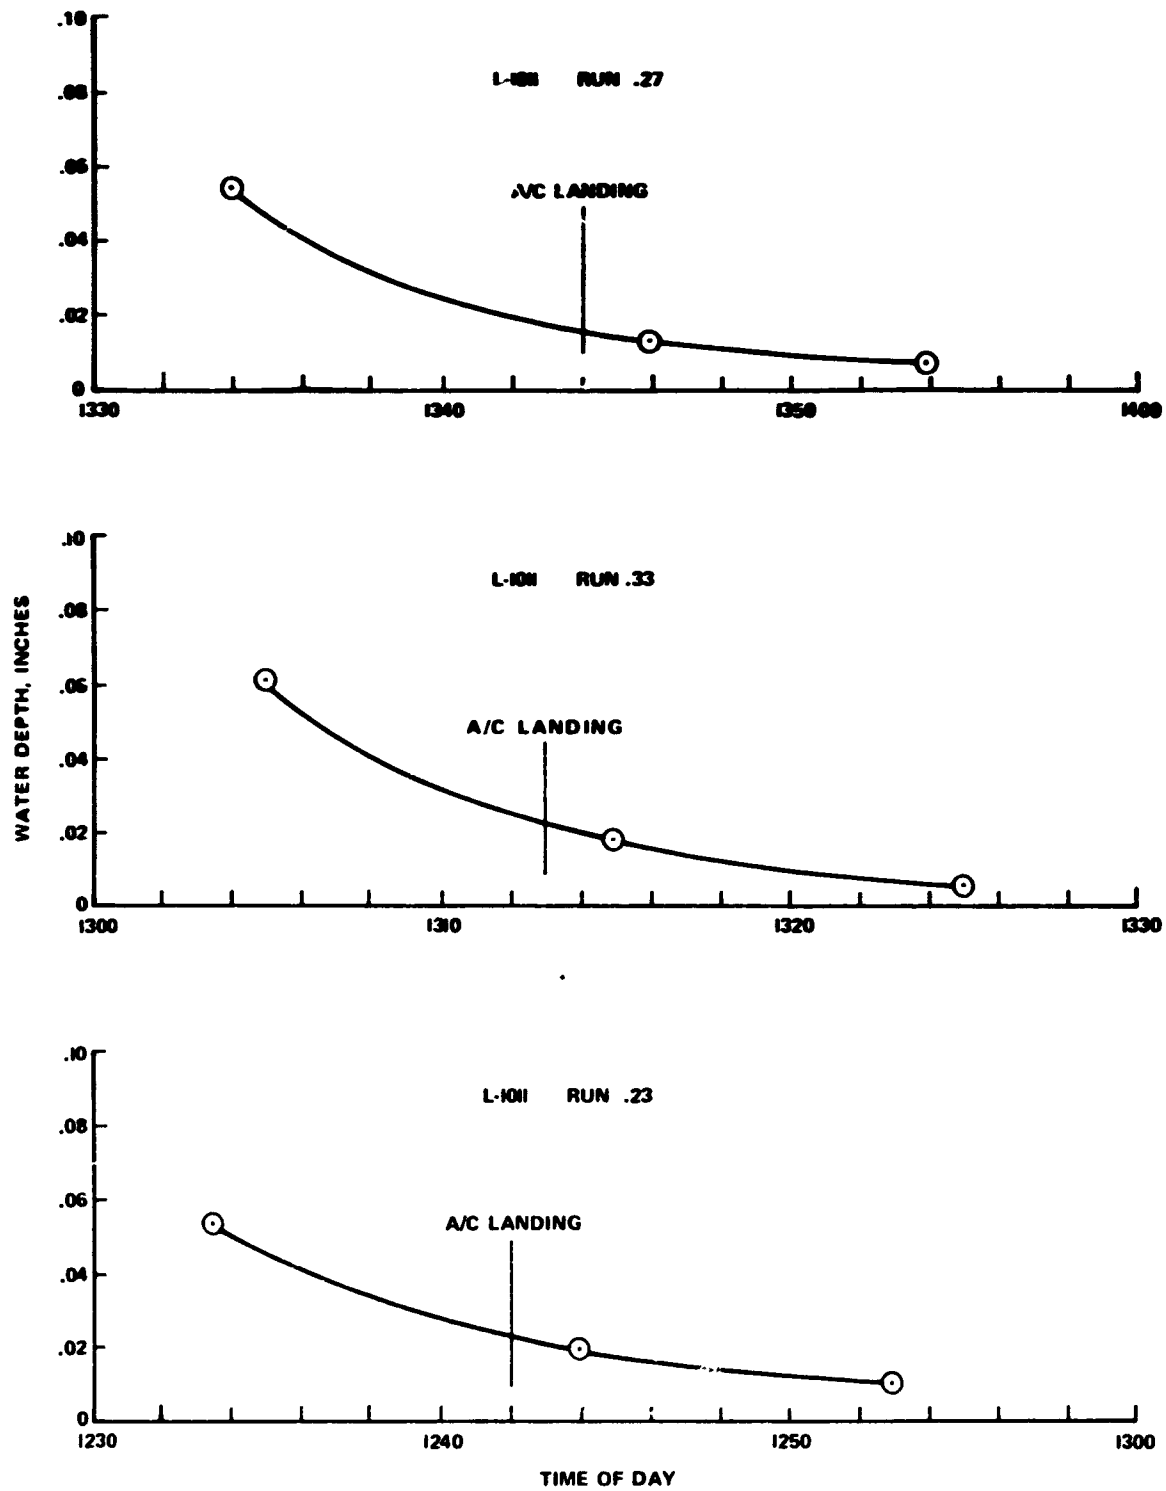 .10
L-1011 RUN .27
.08
.06
A/C LANDING
.04
.02
0
1330 1340 1350 1400
.10
L-1011 RUN .33
.08
.06
A/C LANDING
.04
.02
0
1300 1310 1320 1330
WATER DEPTH, INCHES
.10
L-1011 RUN .23
.08
.06
A/C LANDING
.04
.02
0
1230 1240 1250 1300
TIME OF DAY